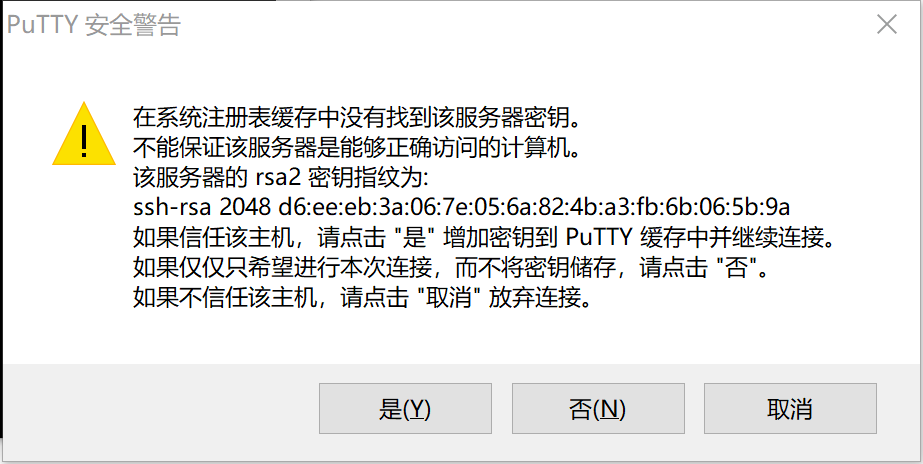 PuTTY 安全警告
在系统注册表缓存中没有找到该服务器密钥。
不能保证该服务器是能够正确访问的计算机。
该服务器的 rsa2 密钥指纹为:
ssh-rsa 2048 d6:ee:eb:3a:06:7e:05:6a:82:4b:a3:fb:6b:06:5b:9a
如果信任该主机，请点击 "是" 增加密钥到 PuTTY 缓存中并继续连接。
如果仅仅只希望进行本次连接，而不将密钥储存，请点击 "否"。
如果不信任该主机，请点击 "取消" 放弃连接。
是(Y) 否(N) 取消